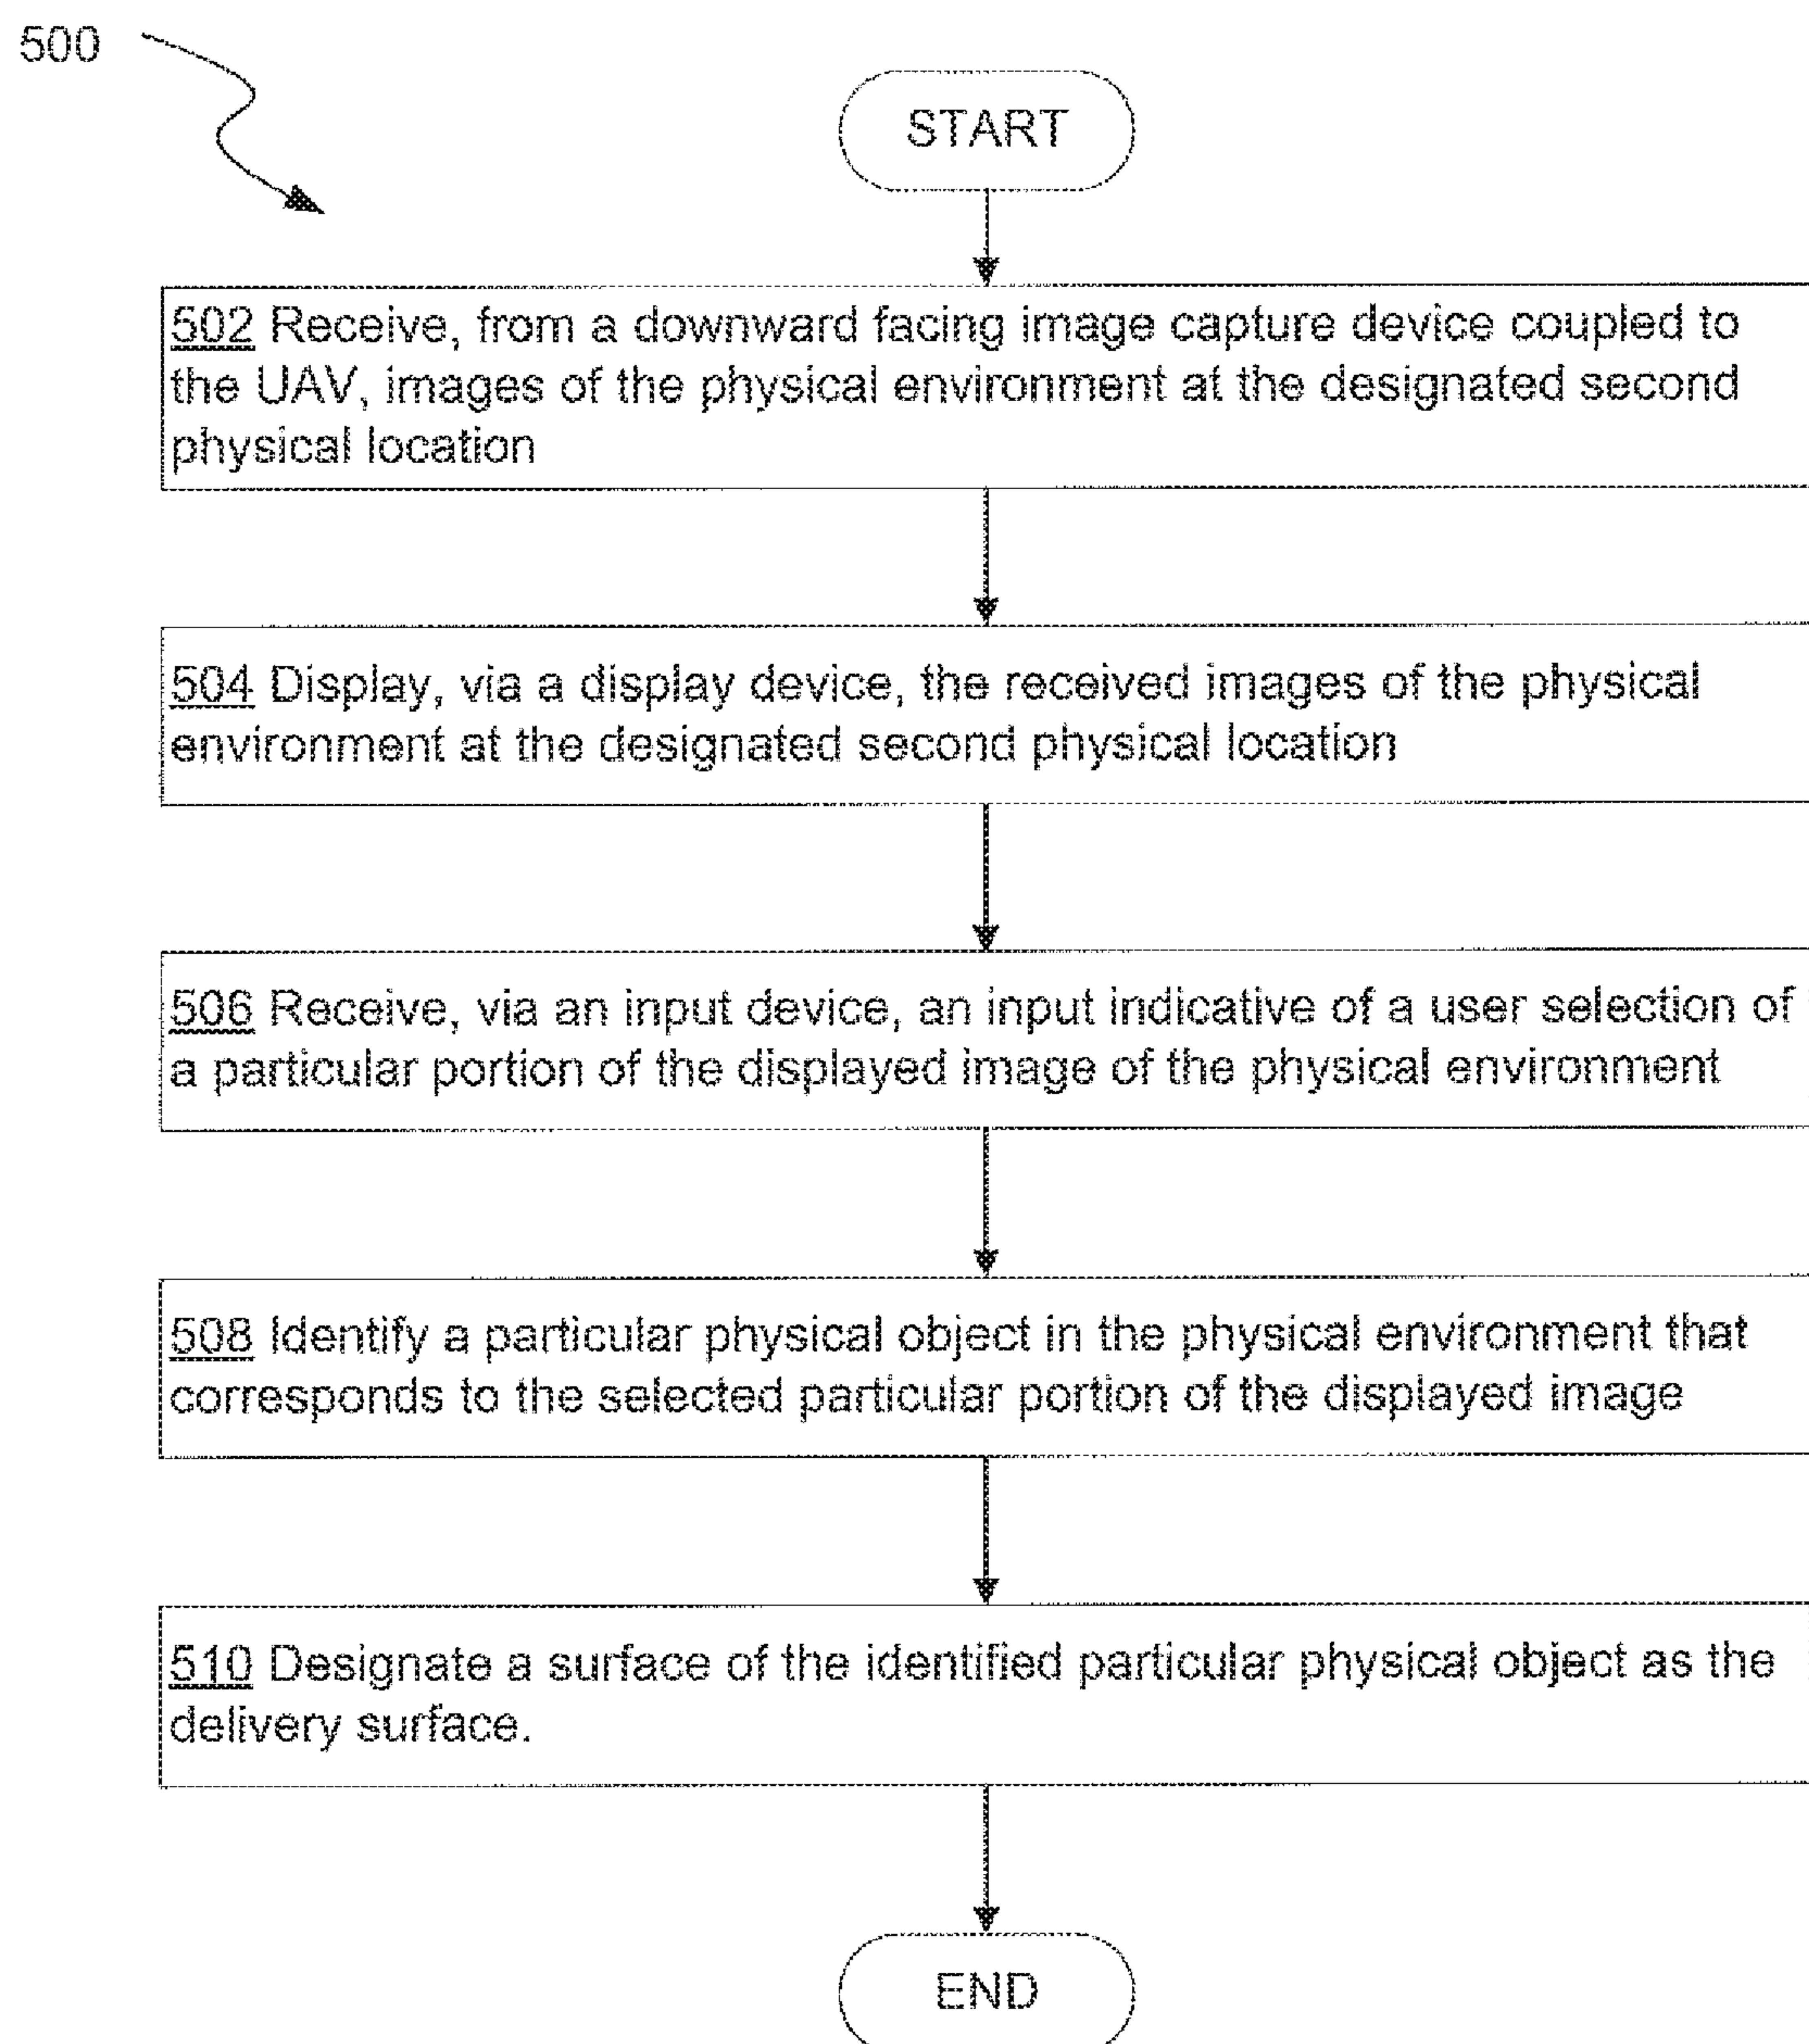 500
START
502 Receive, from a downward facing image capture device coupled to
the UAV, images of the physical environment at the designated second
physical location
504 Display, via a display device, the received images of the physical
environment at the designated second physical location
506 Receive, via an input device, an input indicative of a user selection of
a particular portion of the displayed image of the physical environment
508 Identify a particular physical object in the physical environment that
corresponds to the selected particular portion of the displayed image
510 Designate a surface of the identified particular physical object as the
delivery surface.
END